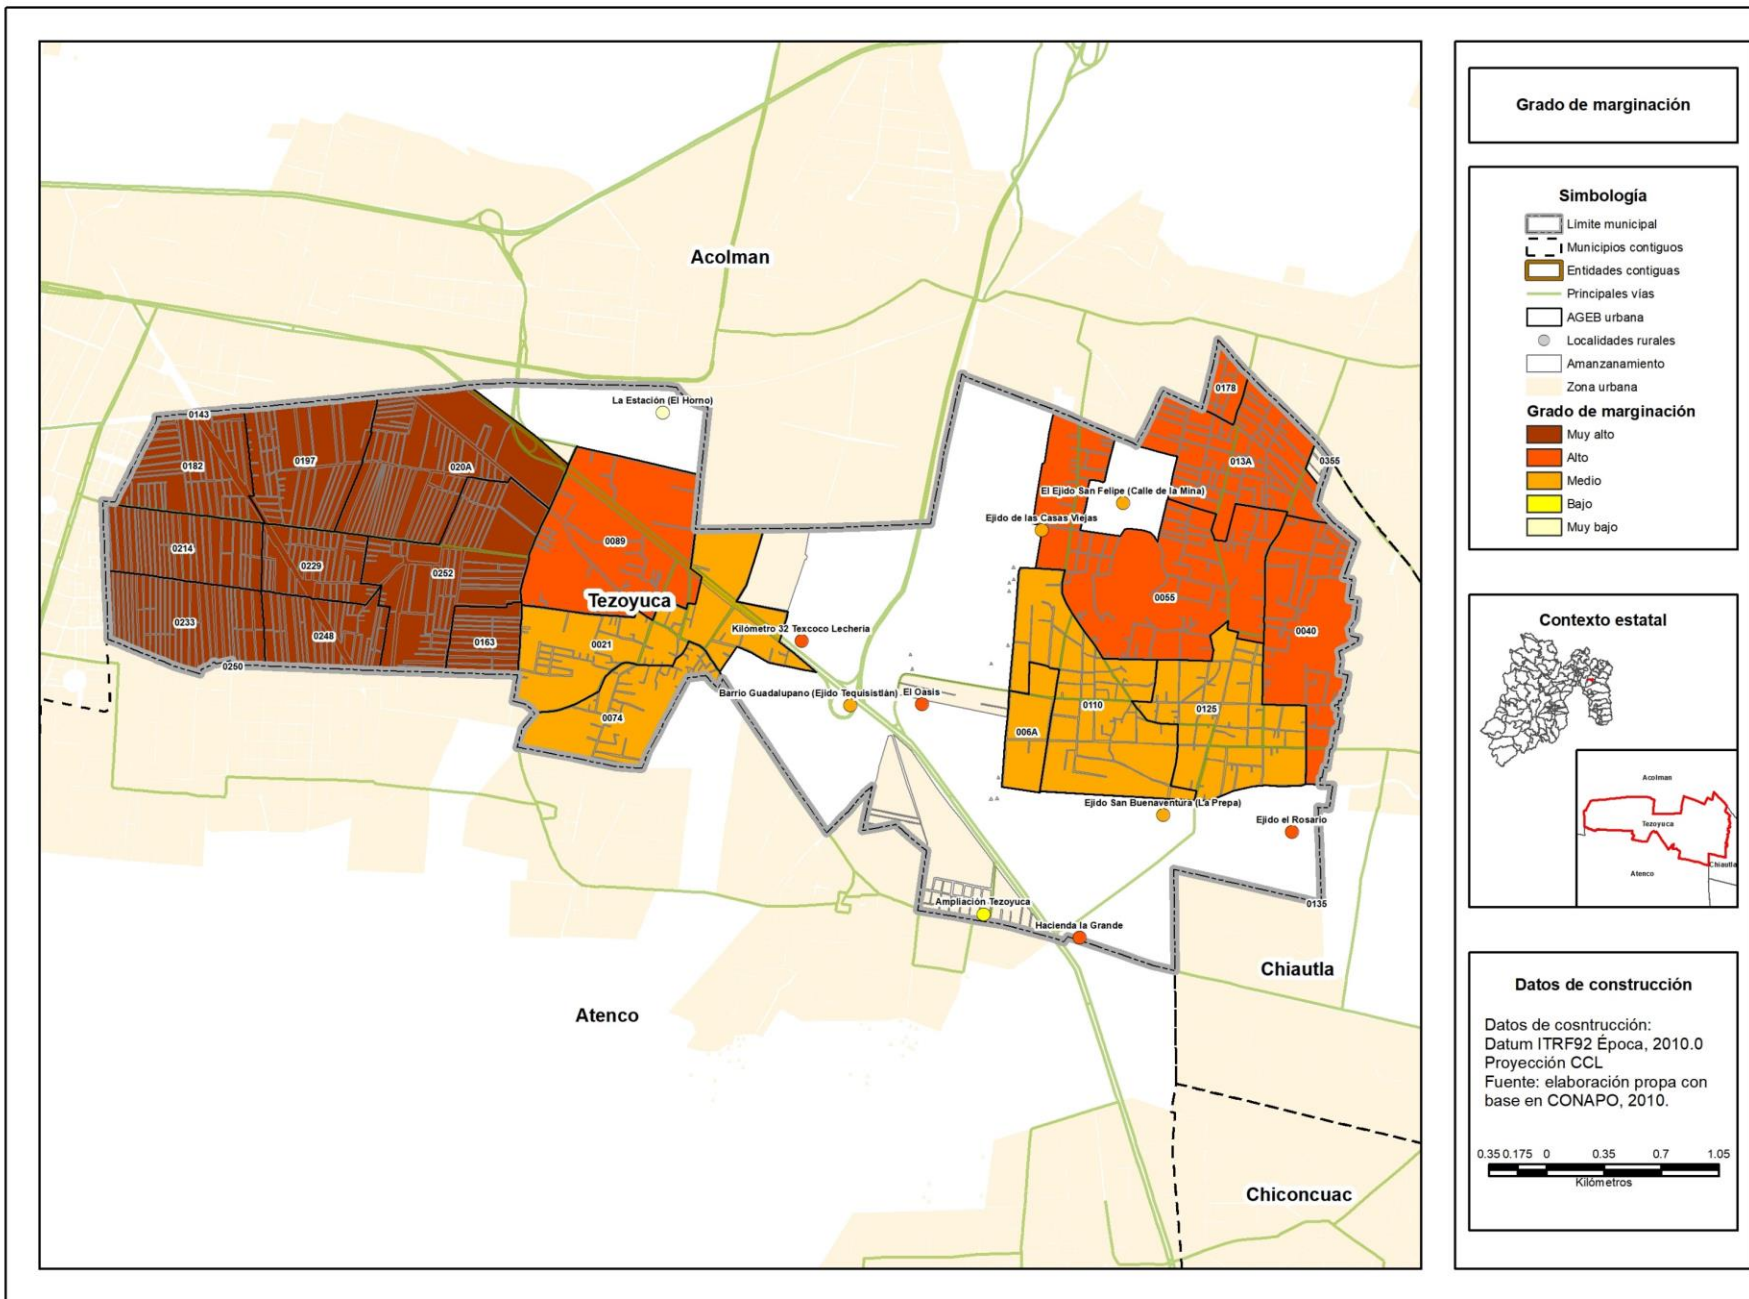 Acolman
La Estación (El Horno)
0178
0143
0355
013A
0182
0197
020A
El Ejido San Felipe (Calle de la Mina)
Ejido de las Casas Viejas
0214
0089
0229
0252
Tezoyuca
0055
0233
0248
0163
0021
Kilómetro 32 Texcoco Lechería
0040
0250
Barrio Guadalupano (Ejido Tequisistlán)
El Oasis
0074
006A
0110
0125
Ejido San Buenaventura (La Prepa)
Ejido el Rosario
Ampliación Tezoyuca
0135
Hacienda la Grande
Chiautla
Atenco
Chiconcuac
Grado de marginación
Simbología
Límite municipal
Municipios contiguos
Entidades contiguas
Principales vías
AGEB urbana
Localidades rurales
Amanzanamiento
Zona urbana
Grado de marginación
Muy alto
Alto
Medio
Bajo
Muy bajo
Contexto estatal
Acolman
Tezoyuca
Chiautla
Atenco
Datos de construcción
Datos de cosntrucción:
Datum ITRF92 Época, 2010.0
Proyección CCL
Fuente: elaboración propa con
base en CONAPO, 2010.
0.35 0.175 0 0.35 0.7 1.05
Kilómetros